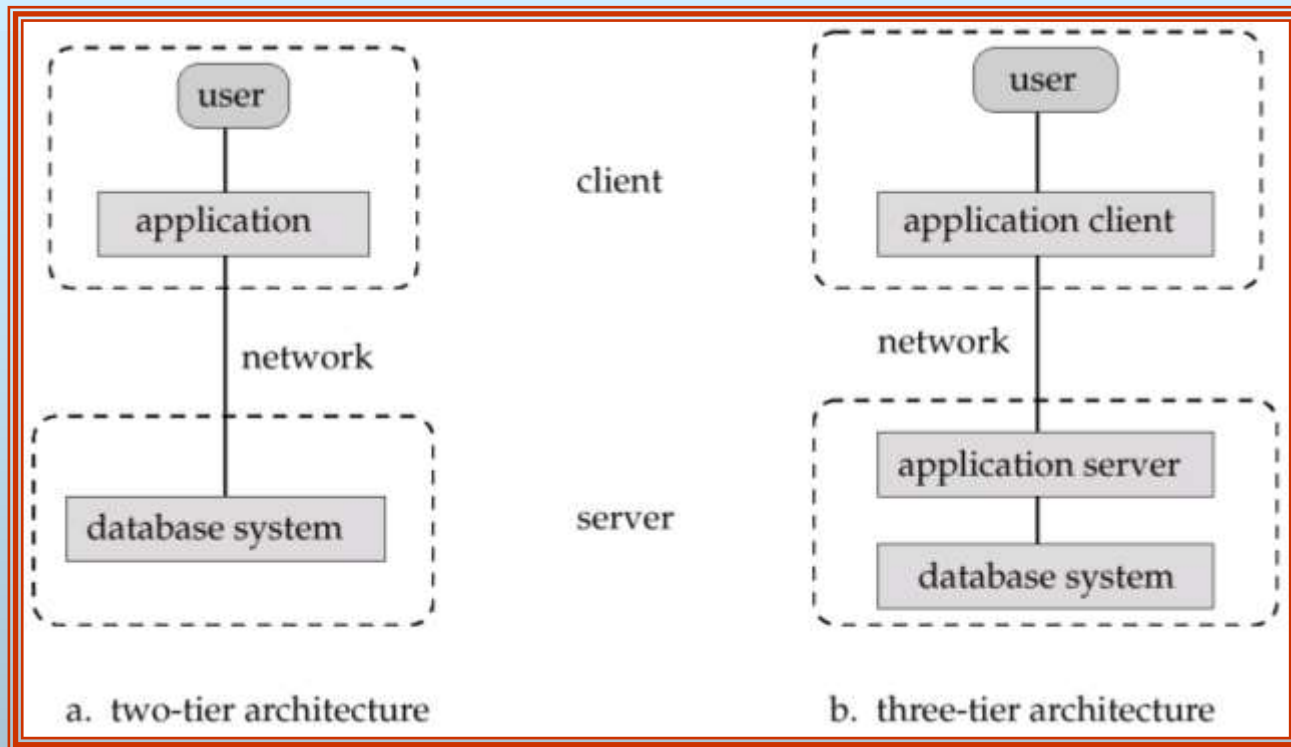 user
application
network
database system
a. two-tier architecture
client
server
user
application client
network
application server
database system
b. three-tier architecture